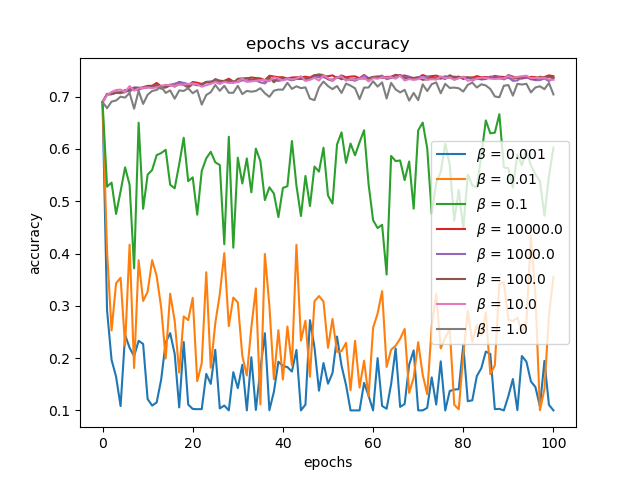 epochs vs accuracy
accuracy
0.7
0.6
0.5
0.4
0.3
0.2
0.1
β = 0.001
β = 0.01
β = 0.1
β = 10000.0
β = 1000.0
β = 100.0
β = 10.0
β = 1.0
0 20 40 60 80 100
epochs